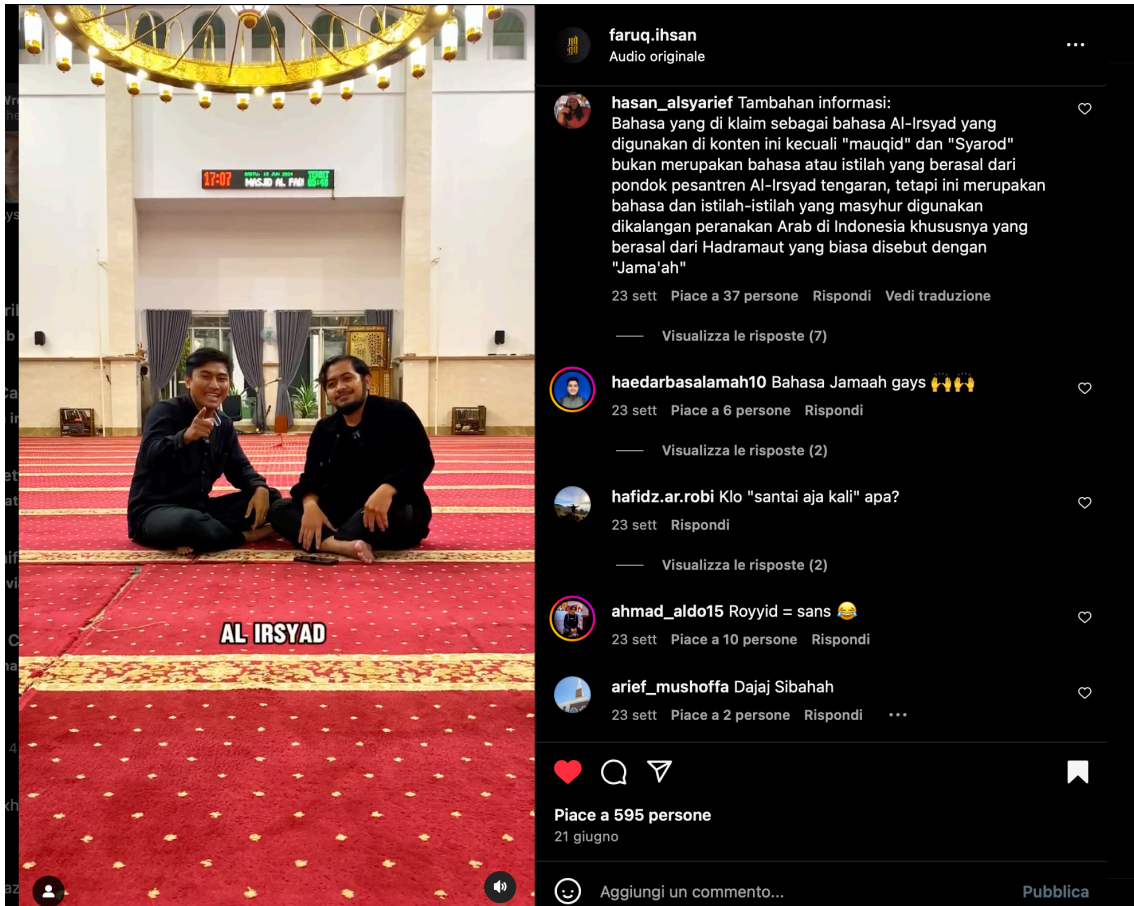 faruq.ihsan
Audio originale
hasan_alsyarief Tambahan informasi:
Bahasa yang di klaim sebagai bahasa Al-Irsyad yang
digunakan di konten ini kecuali "mauqid" dan "Syarod"
bukan merupakan bahasa atau istilah yang berasal dari
pondok pesantren Al-Irsyad tengaran, tetapi ini merupakan
bahasa dan istilah-istilah yang masyhur digunakan
dikalangan peranakan Arab di Indonesia khususnya yang
berasal dari Hadramaut yang biasa disebut dengan
"Jama'ah"
23 sett Piace a 37 persone Rispondi Vedi traduzione
Visualizza le risposte (7)
haedarbasalamah10 Bahasa Jamaah gays 🙌🙌
23 sett Piace a 6 persone Rispondi
Visualizza le risposte (2)
hafidz.ar.robi Klo "santai aja kali" apa?
23 sett Rispondi
Visualizza le risposte (2)
ahmad_aldo15 Royyid = sans 😂
23 sett Piace a 10 persone Rispondi
arief_mushoffa Dajaj Sibahah
23 sett Piace a 2 persone Rispondi
Piace a 595 persone
21 giugno
Aggiungi un commento...
Pubblica
17:07
MASJID AL
AL IRSYAD